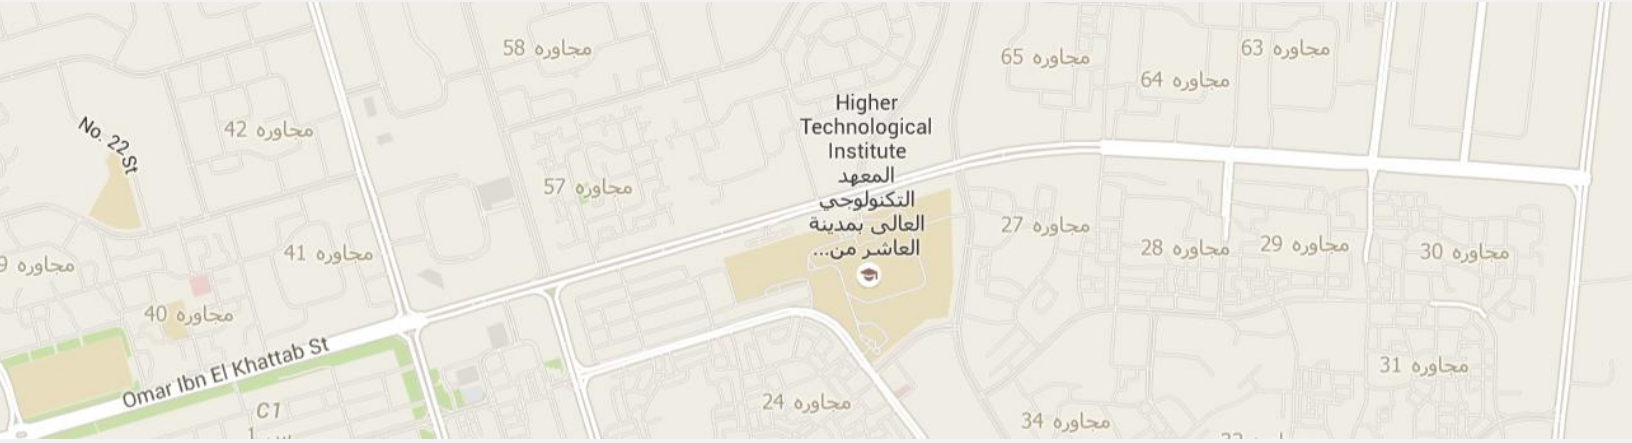 مجاوره 58
مجاوره 65
مجاوره 63
مجاوره 64
No. 22 St
مجاوره 42
Higher
Technological
Institute
المعهد
التكنولوجي
العالى بمدينة
العاشر من...
مجاوره 57
مجاوره 41
مجاوره 27
مجاوره 28
مجاوره 29
مجاوره 30
مجاوره 9
مجاوره 40
Omar Ibn El Khattab St
مجاوره 31
C1
مجاوره 24
مجاوره 34